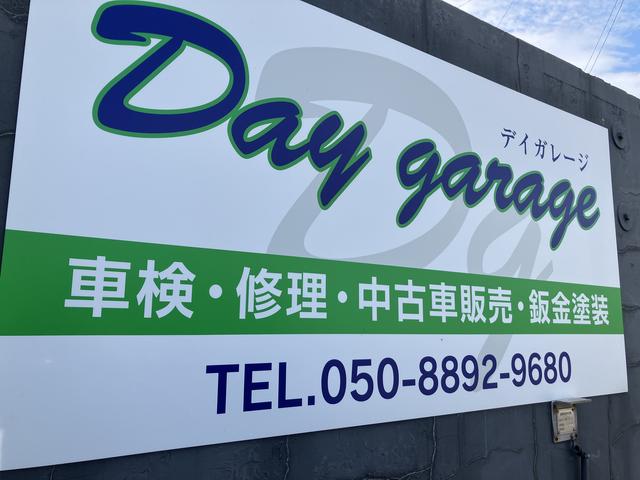 Day garage
デイガレージ
Dg
車検・修理・中古車販売・鈑金塗装
TEL.050-8892-9680